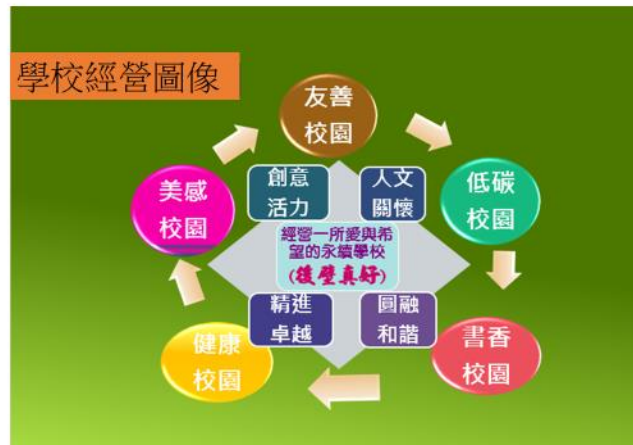 學校經營圖像
友善
校園
創意
活力
人文
關懷
美感
校園
低碳
校園
經營一所愛與希
望的永續學校
(後壁真好)
精進
卓越
圓融
和諧
健康
校園
書香
校園